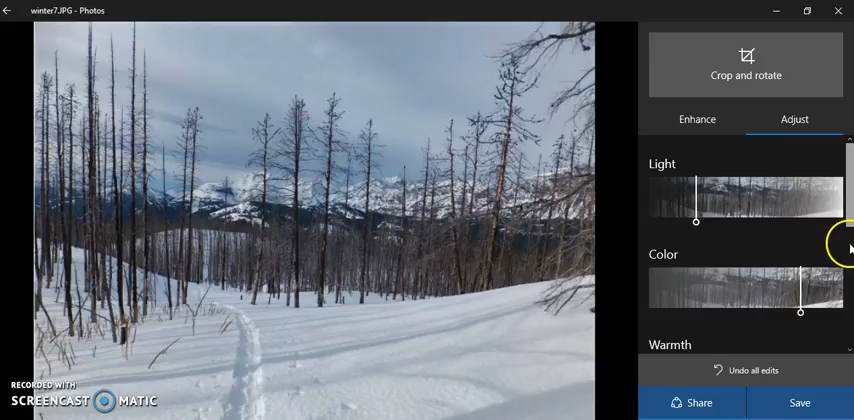 winter7.JPG - Photos
Crop and rotate
Enhance
Adjust
Light
Color
Warmth
Undo all edits
Share
Save
RECORDED WITH
SCREENCAST MATIC